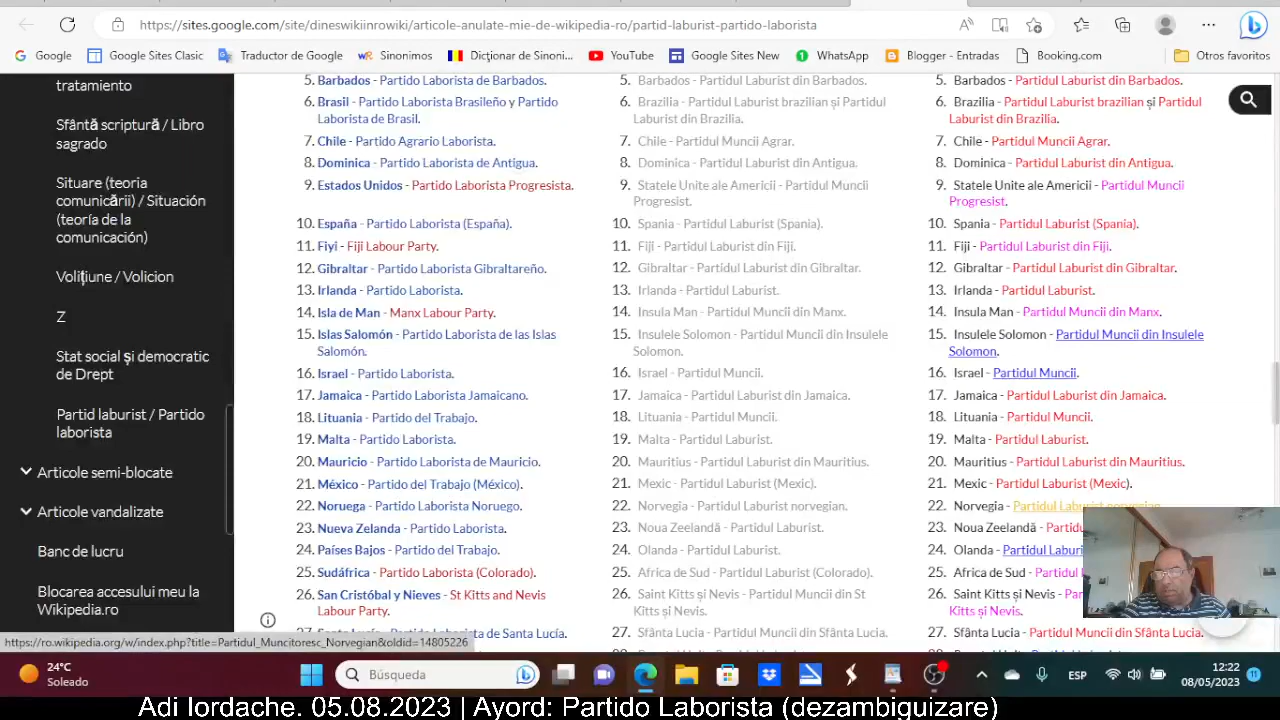 https://sites.google.com/site/dineswikiinrowiki/articole-anulate-mie-de-wikipedia-ro/partid-laburist-partido-laborista
Google
Google Sites Clasic
Traductor de Google
wR Sinonimos
Dicționar de Sinoni...
YouTube
Google Sites New
WhatsApp
Blogger - Entradas
Booking.com
Otros favoritos
tratamiento
Sfântă scriptură / Libro
sagrado
Situare (teoria
comunicării) / Situación
(teoría de la
comunicación)
Volițiune / Volicion
Z
Stat social și democratic
de Drept
Partid laburist / Partido
laborista
Articole semi-blocate
Articole vandalizate
Banc de lucru
Blocarea accesului meu la
Wikipedia.ro
5. Barbados - Partido Laborista de Barbados.
6. Brasil - Partido Laborista Brasileño y Partido
Laborista de Brasil.
7. Chile - Partido Agrario Laborista.
8. Dominica - Partido Laborista de Antigua.
9. Estados Unidos - Partido Laborista Progresista.
10. España - Partido Laborista (España).
11. Fiyi - Fiji Labour Party.
12. Gibraltar - Partido Laborista Gibraltareño.
13. Irlanda - Partido Laborista.
14. Isla de Man - Manx Labour Party.
15. Islas Salomón - Partido Laborista de las Islas
Salomón.
16. Israel - Partido Laborista.
17. Jamaica - Partido Laborista Jamaicano.
18. Lituania - Partido del Trabajo.
19. Malta - Partido Laborista.
20. Mauricio - Partido Laborista de Mauricio.
21. México - Partido del Trabajo (México).
22. Noruega - Partido Laborista Noruego.
23. Nueva Zelanda - Partido Laborista.
24. Países Bajos - Partido del Trabajo.
25. Sudáfrica - Partido Laborista (Colorado).
26. San Cristóbal y Nieves - St Kitts and Nevis
Labour Party.
27. Santa Lucía - Partido Laborista de Santa Lucía.
5. Barbados - Partidul Laburist din Barbados.
6. Brazilia - Partidul Laburist brazilian și Partidul
Laburist din Brazilia.
7. Chile - Partidul Muncii Agrar.
8. Dominica - Partidul Laburist din Antigua.
9. Statele Unite ale Americii - Partidul Muncii
Progresist.
10. Spania - Partidul Laburist (Spania).
11. Fiji - Partidul Laburist din Fiji.
12. Gibraltar - Partidul Laburist din Gibraltar.
13. Irlanda - Partidul Laburist.
14. Insula Man - Partidul Muncii din Manx.
15. Insulele Solomon - Partidul Muncii din Insulele
Solomon.
16. Israel - Partidul Muncii.
17. Jamaica - Partidul Laburist din Jamaica.
18. Lituania - Partidul Muncii.
19. Malta - Partidul Laburist.
20. Mauritius - Partidul Laburist din Mauritius.
21. Mexic - Partidul Laburist (Mexic).
22. Norvegia - Partidul Laburist norvegian.
23. Noua Zeelandă - Partidul Laburist.
24. Olanda - Partidul Laburist.
25. Africa de Sud - Partidul Laburist (Colorado).
26. Saint Kitts și Nevis - Partidul Muncii din St
Kitts și Nevis.
27. Sfânta Lucia - Partidul Muncii din Sfânta Lucia.
5. Barbados - Partidul Laburist din Barbados.
6. Brazilia - Partidul Laburist brazilian și Partidul
Laburist din Brazilia.
7. Chile - Partidul Muncii Agrar.
8. Dominica - Partidul Laburist din Antigua.
9. Statele Unite ale Americii - Partidul Muncii
Progresist.
10. Spania - Partidul Laburist (Spania).
11. Fiji - Partidul Laburist din Fiji.
12. Gibraltar - Partidul Laburist din Gibraltar.
13. Irlanda - Partidul Laburist.
14. Insula Man - Partidul Muncii din Manx.
15. Insulele Solomon - Partidul Muncii din Insulele
Solomon.
16. Israel - Partidul Muncii.
17. Jamaica - Partidul Laburist din Jamaica.
18. Lituania - Partidul Muncii.
19. Malta - Partidul Laburist.
20. Mauritius - Partidul Laburist din Mauritius.
21. Mexic - Partidul Laburist (Mexic).
22. Norvegia - Partidul Laburist norvegian.
23. Noua Zeelandă -
24. Olanda -
25. Africa de Sud -
26. Saint Kitts și Nevis -
Kitts și Nevis.
27. Sfânta Lucia - Partidul Muncii din Sfânta Lucia.
https://ro.wikipedia.org/w/index.php?title=Partidul_Muncitoresc_Norvegian&oldid=14805226
24°C
Soleado
Búsqueda
ESP
12:22
08/05/2023
11
Adi Iordache. 05.08.2023 | Ayord: Partido Laborista (dezambiguizare)